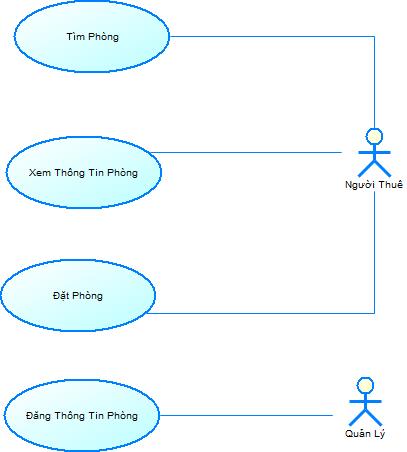 Tìm Phòng
Xem Thông Tin Phòng
Người Thuê
Đặt Phòng
Đăng Thông Tin Phòng
Quản Lý